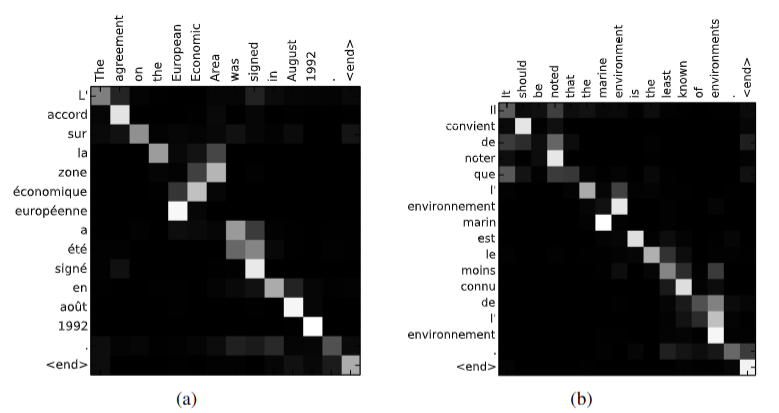 The agreement on the European Economic Area was signed in August 1992 . <end>
L'
accord
sur
la
zone
économique
européenne
a
été
signé
en
août
1992
.
<end>
(a)
It should be noted that the marine environment is the least known of environments . <end>
Il
convient
de
noter
que
l'
environnement
marin
est
le
moins
connu
de
l'
environnement
.
<end>
(b)